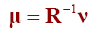 μ = R⁻¹ν